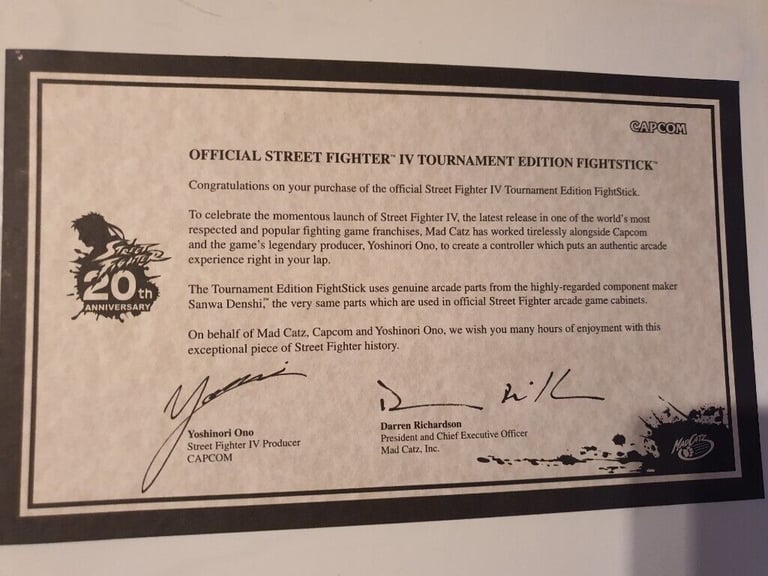 CAPCOM
OFFICIAL STREET FIGHTER™ IV TOURNAMENT EDITION FIGHTSTICK™
Congratulations on your purchase of the official Street Fighter IV Tournament Edition FightStick.
To celebrate the momentous launch of Street Fighter IV, the latest release in one of the world's most
respected and popular fighting game franchises, Mad Catz has worked tirelessly alongside Capcom
and the game's legendary producer, Yoshinori Ono, to create a controller which puts an authentic arcade
experience right in your lap.
The Tournament Edition FightStick uses genuine arcade parts from the highly-regarded component maker
Sanwa Denshi,™ the very same parts which are used in official Street Fighter arcade game cabinets.
On behalf of Mad Catz, Capcom and Yoshinori Ono, we wish you many hours of enjoyment with this
exceptional piece of Street Fighter history.
Street
Fighter
20th
ANNIVERSARY
Yoshinori Ono
Street Fighter IV Producer
CAPCOM
Darren Richardson
President and Chief Executive Officer
Mad Catz, Inc.
MAD CATZ